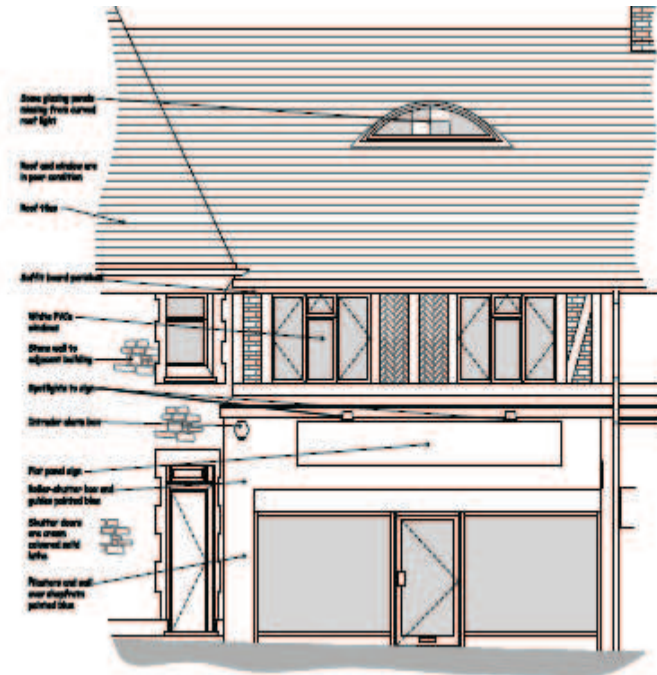 Some glazing panels
missing from curved
roof light
Roof and window are
in poor condition
Roof tiles
Soffit board painted
White PVCu
windows
Stone wall to
adjacent building
Spotlights to sign
Intruder alarm box
Flat panel sign
Roller-shutter box and
guides painted blue
Shutter doors
are cream
coloured solid
laths
Pilasters and wall
over shopfronts
painted blue